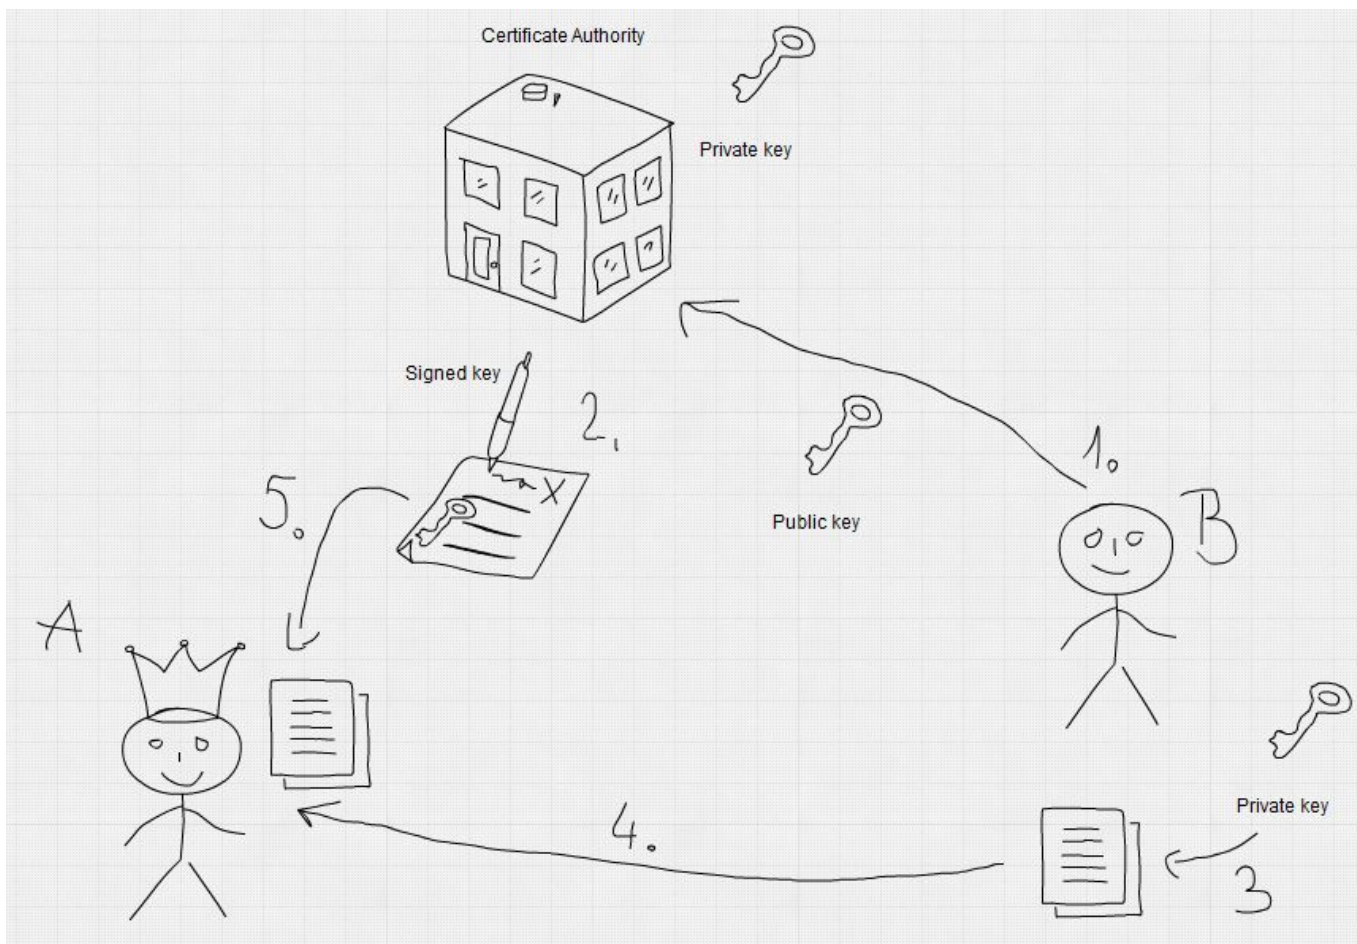 Certificate Authority
Private key
Signed key
2.
1.
Public key
B
5.
A
Private key
4.
3